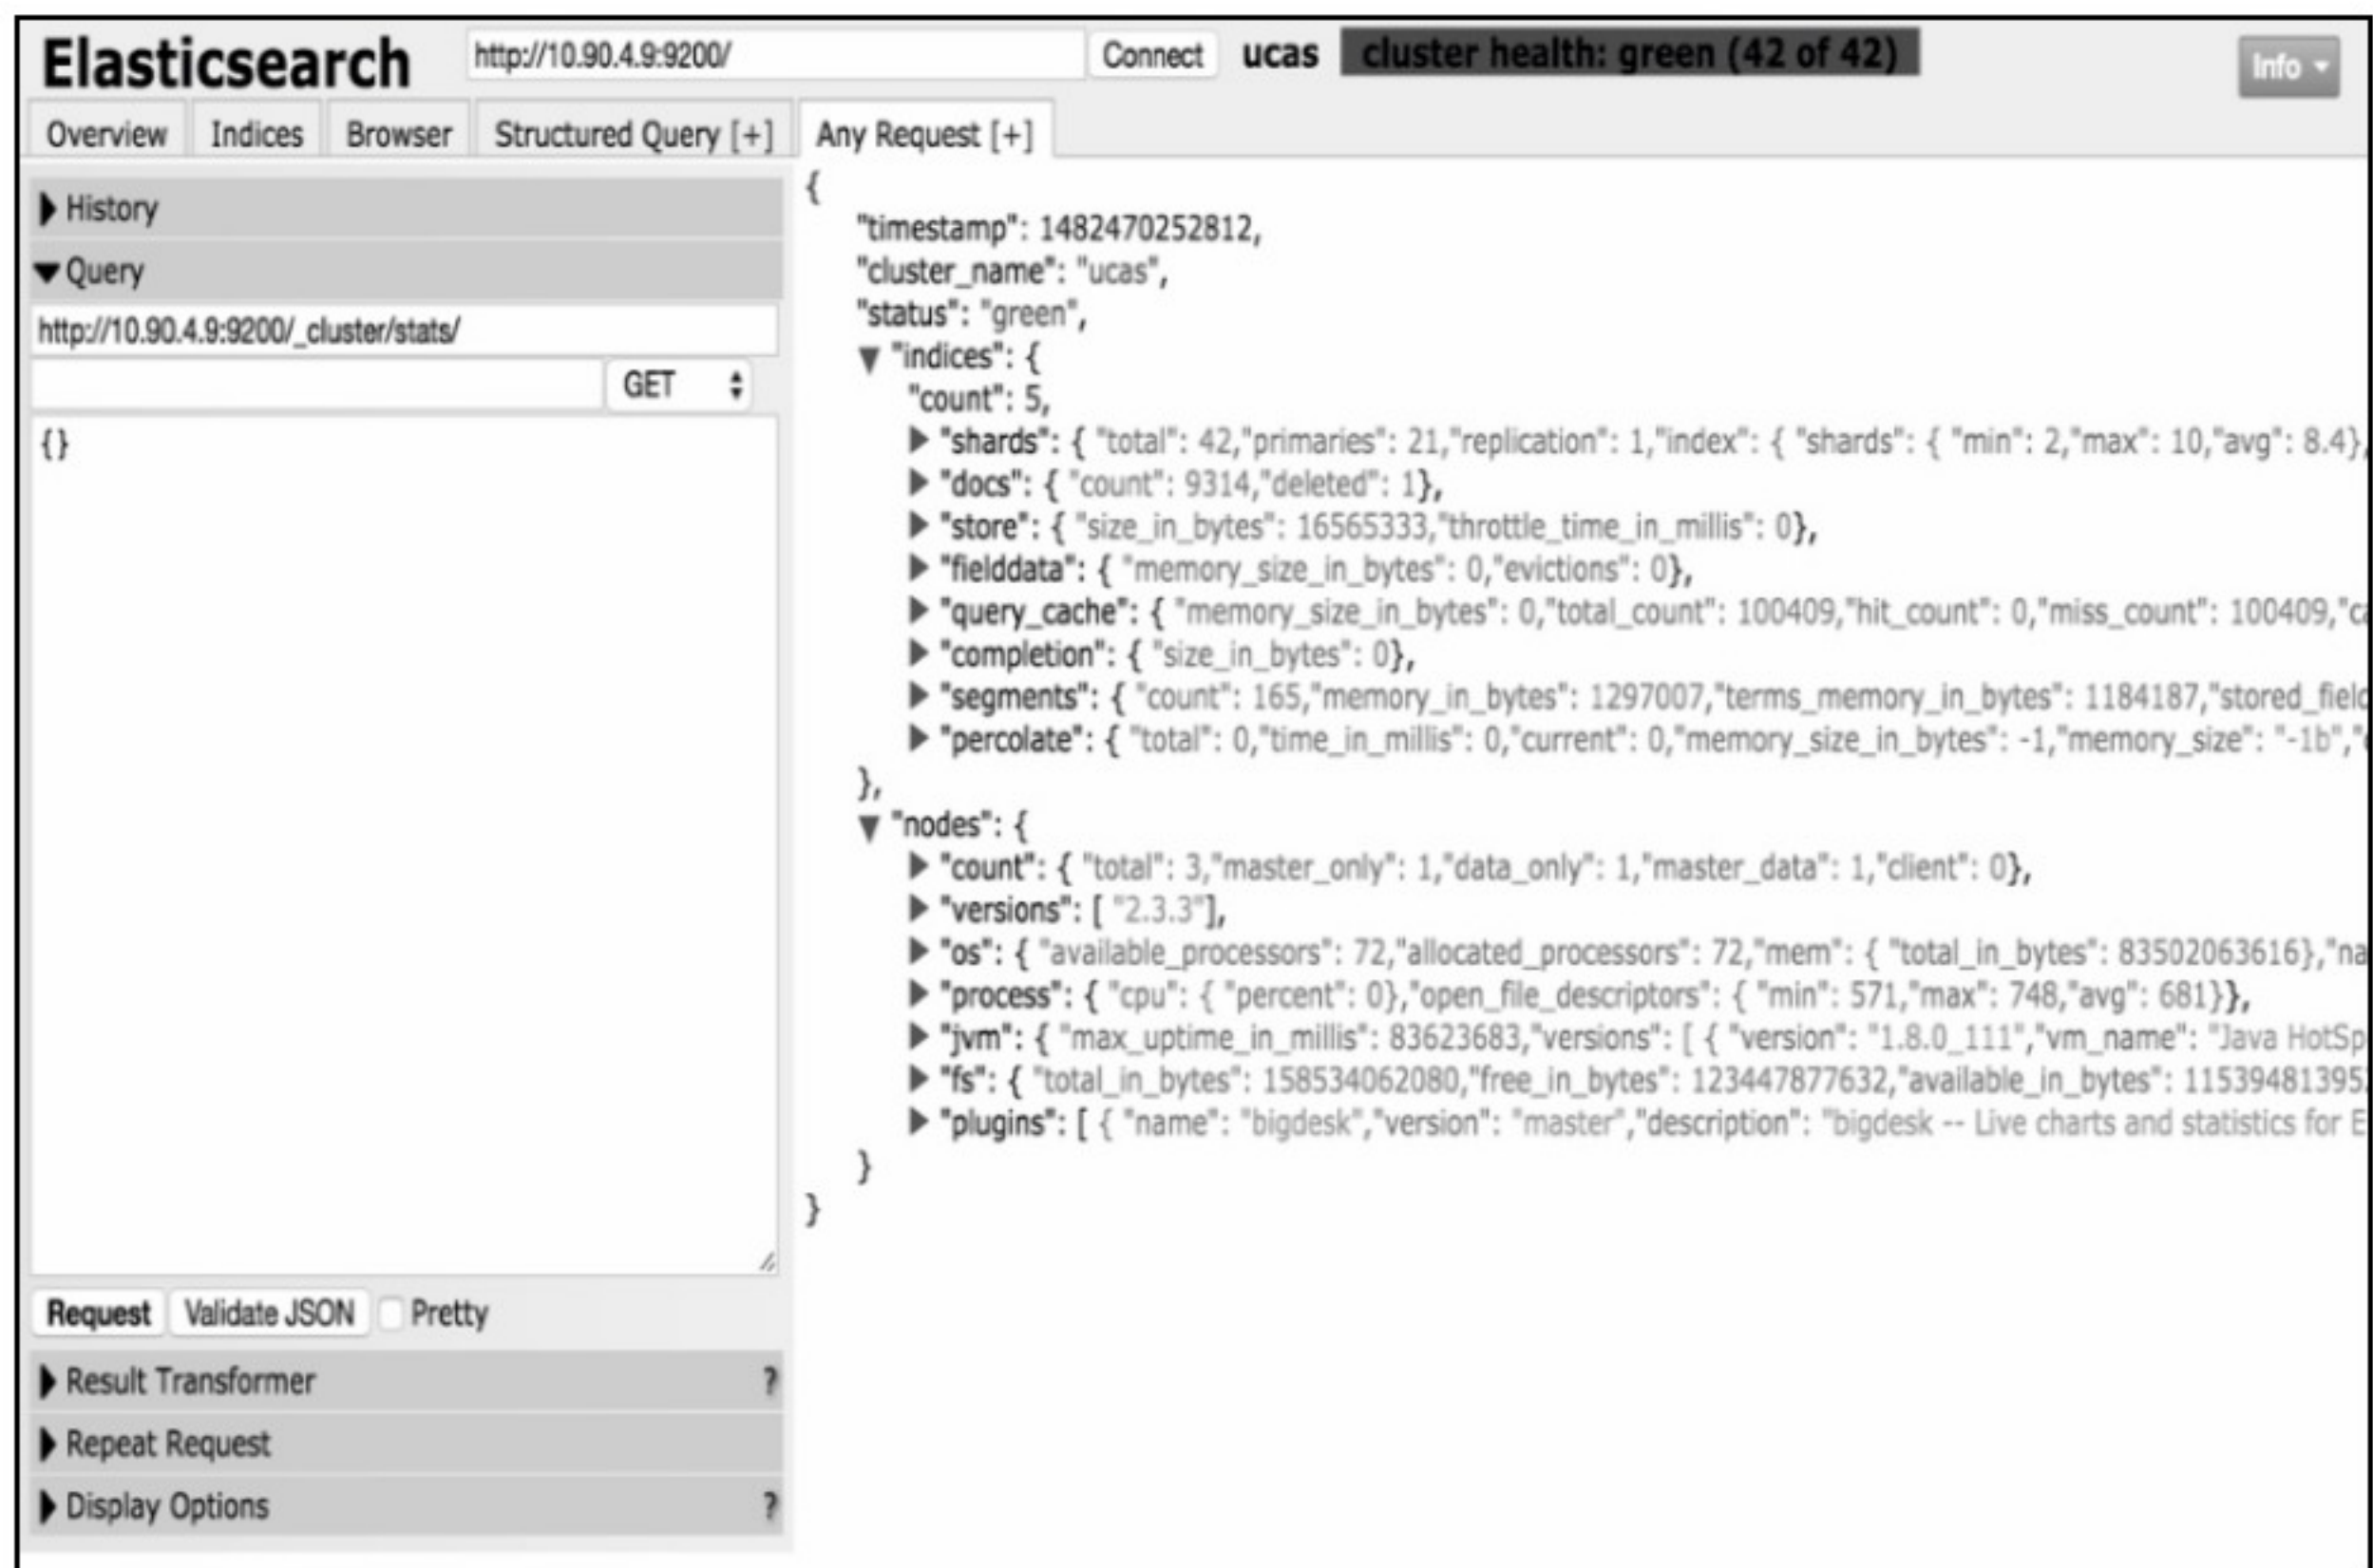 Elasticsearch http://10.90.4.9:9200/ Connect ucas cluster health: green (42 of 42) Info
Overview Indices Browser Structured Query [+] Any Request [+]
History
Query
http://10.90.4.9:9200/_cluster/stats/
GET
{}
Request Validate JSON Pretty
Result Transformer ?
Repeat Request
Display Options ?
{
"timestamp": 1482470252812,
"cluster_name": "ucas",
"status": "green",
"indices": {
"count": 5,
"shards": { "total": 42,"primaries": 21,"replication": 1,"index": { "shards": { "min": 2,"max": 10,"avg": 8.4},
"docs": { "count": 9314,"deleted": 1},
"store": { "size_in_bytes": 16565333,"throttle_time_in_millis": 0},
"fielddata": { "memory_size_in_bytes": 0,"evictions": 0},
"query_cache": { "memory_size_in_bytes": 0,"total_count": 100409,"hit_count": 0,"miss_count": 100409,"ca
"completion": { "size_in_bytes": 0},
"segments": { "count": 165,"memory_in_bytes": 1297007,"terms_memory_in_bytes": 1184187,"stored_field
"percolate": { "total": 0,"time_in_millis": 0,"current": 0,"memory_size_in_bytes": -1,"memory_size": "-1b","
},
"nodes": {
"count": { "total": 3,"master_only": 1,"data_only": 1,"master_data": 1,"client": 0},
"versions": [ "2.3.3"],
"os": { "available_processors": 72,"allocated_processors": 72,"mem": { "total_in_bytes": 83502063616},"na
"process": { "cpu": { "percent": 0},"open_file_descriptors": { "min": 571,"max": 748,"avg": 681}},
"jvm": { "max_uptime_in_millis": 83623683,"versions": [ { "version": "1.8.0_111","vm_name": "Java HotSp
"fs": { "total_in_bytes": 158534062080,"free_in_bytes": 123447877632,"available_in_bytes": 11539481395
"plugins": [ { "name": "bigdesk","version": "master","description": "bigdesk -- Live charts and statistics for E
}
}